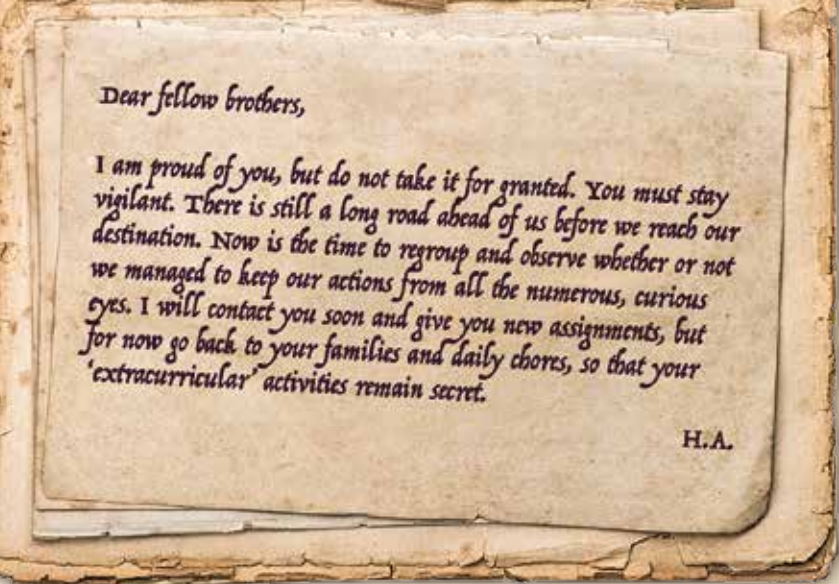 Dear fellow brothers,
I am proud of you, but do not take it for granted. You must stay
vigilant. There is still a long road ahead of us before we reach our
destination. Now is the time to regroup and observe whether or not
we managed to keep our actions from all the numerous, curious
eyes. I will contact you soon and give you new assignments, but
for now go back to your families and daily chores, so that your
‘extracurricular’ activities remain secret.
H.A.